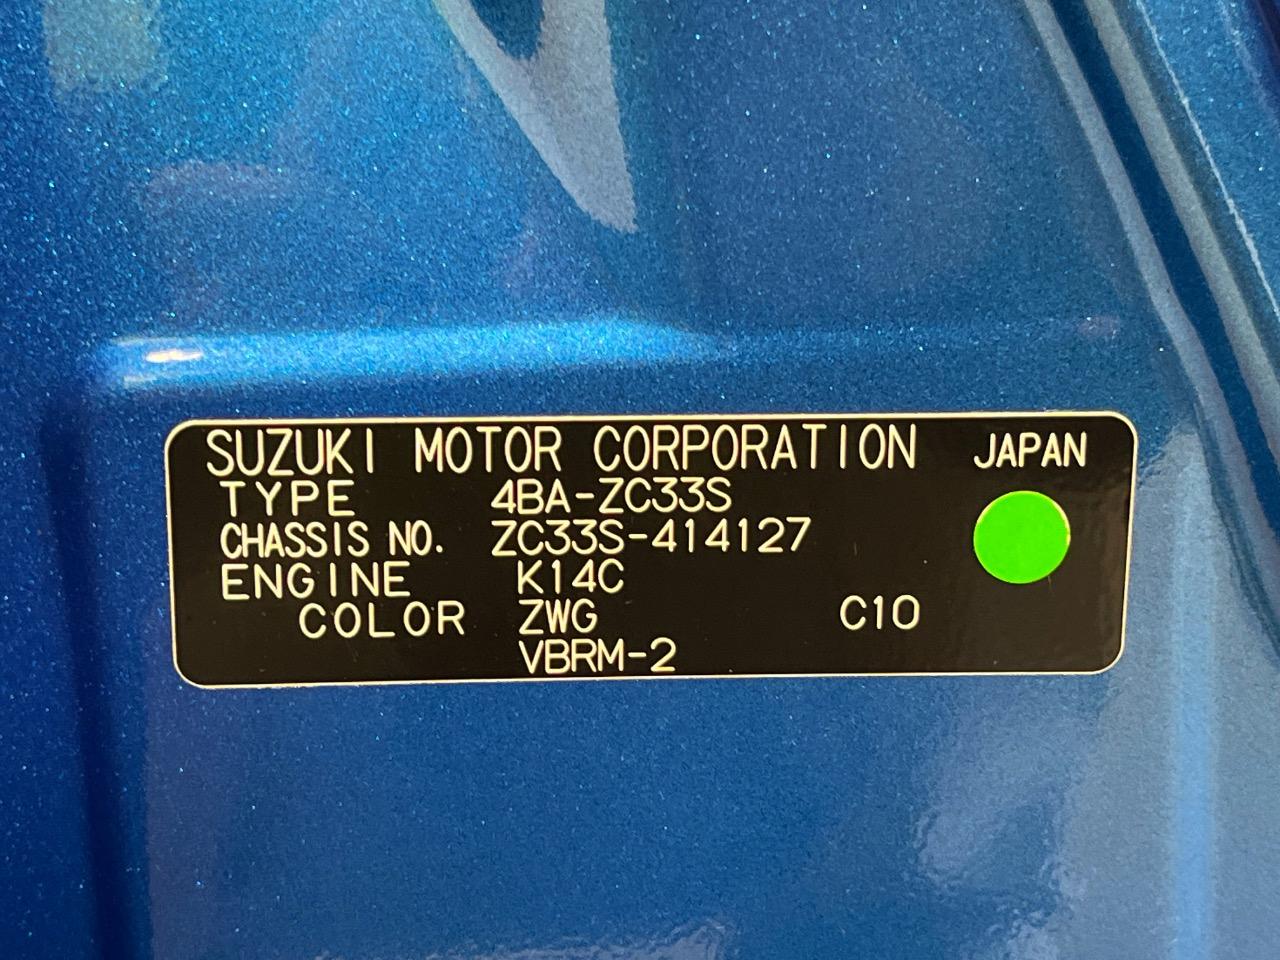 SUZUKI MOTOR CORPORATION JAPAN
TYPE 4BA-ZC33S
CHASSIS NO. ZC33S-414127
ENGINE K14C
COLOR ZWG C10
VBRM-2